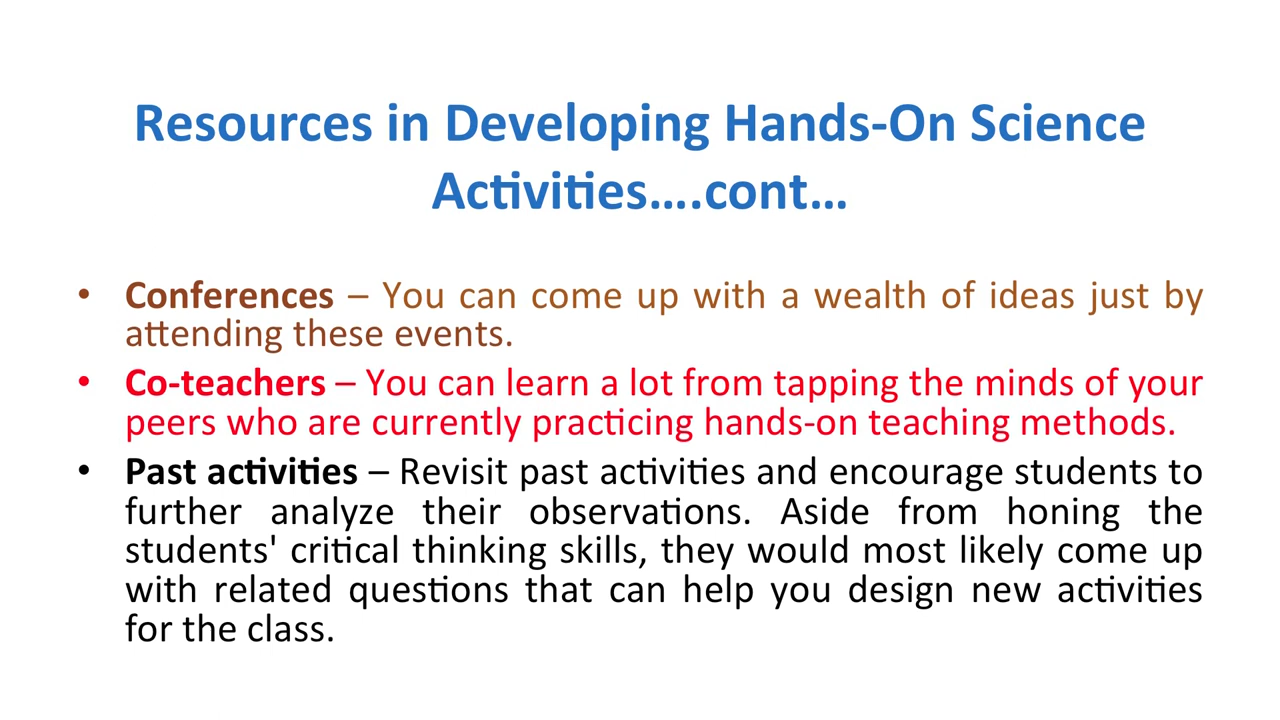 Resources in Developing Hands-On Science
Activities….cont…
• Conferences – You can come up with a wealth of ideas just by
attending these events.
• Co-teachers – You can learn a lot from tapping the minds of your
peers who are currently practicing hands-on teaching methods.
• Past activities – Revisit past activities and encourage students to
further analyze their observations. Aside from honing the
students' critical thinking skills, they would most likely come up
with related questions that can help you design new activities
for the class.